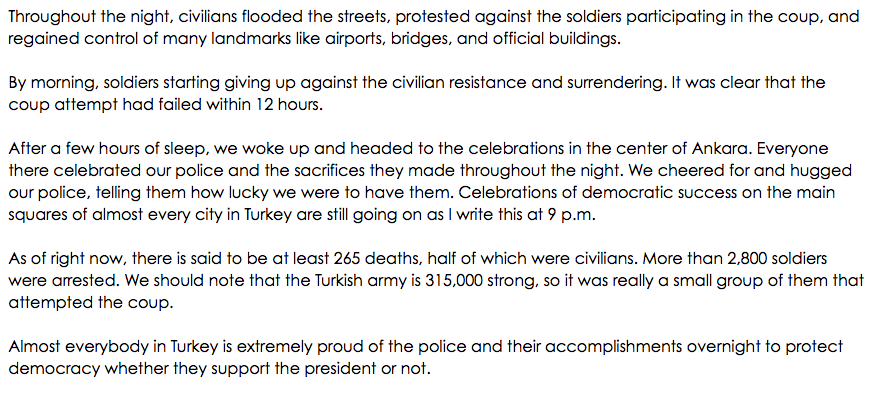 Throughout the night, civilians flooded the streets, protested against the soldiers participating in the coup, and
regained control of many landmarks like airports, bridges, and official buildings.
By morning, soldiers starting giving up against the civilian resistance and surrendering. It was clear that the
coup attempt had failed within 12 hours.
After a few hours of sleep, we woke up and headed to the celebrations in the center of Ankara. Everyone
there celebrated our police and the sacrifices they made throughout the night. We cheered for and hugged
our police, telling them how lucky we were to have them. Celebrations of democratic success on the main
squares of almost every city in Turkey are still going on as I write this at 9 p.m.
As of right now, there is said to be at least 265 deaths, half of which were civilians. More than 2,800 soldiers
were arrested. We should note that the Turkish army is 315,000 strong, so it was really a small group of them that
attempted the coup.
Almost everybody in Turkey is extremely proud of the police and their accomplishments overnight to protect
democracy whether they support the president or not.